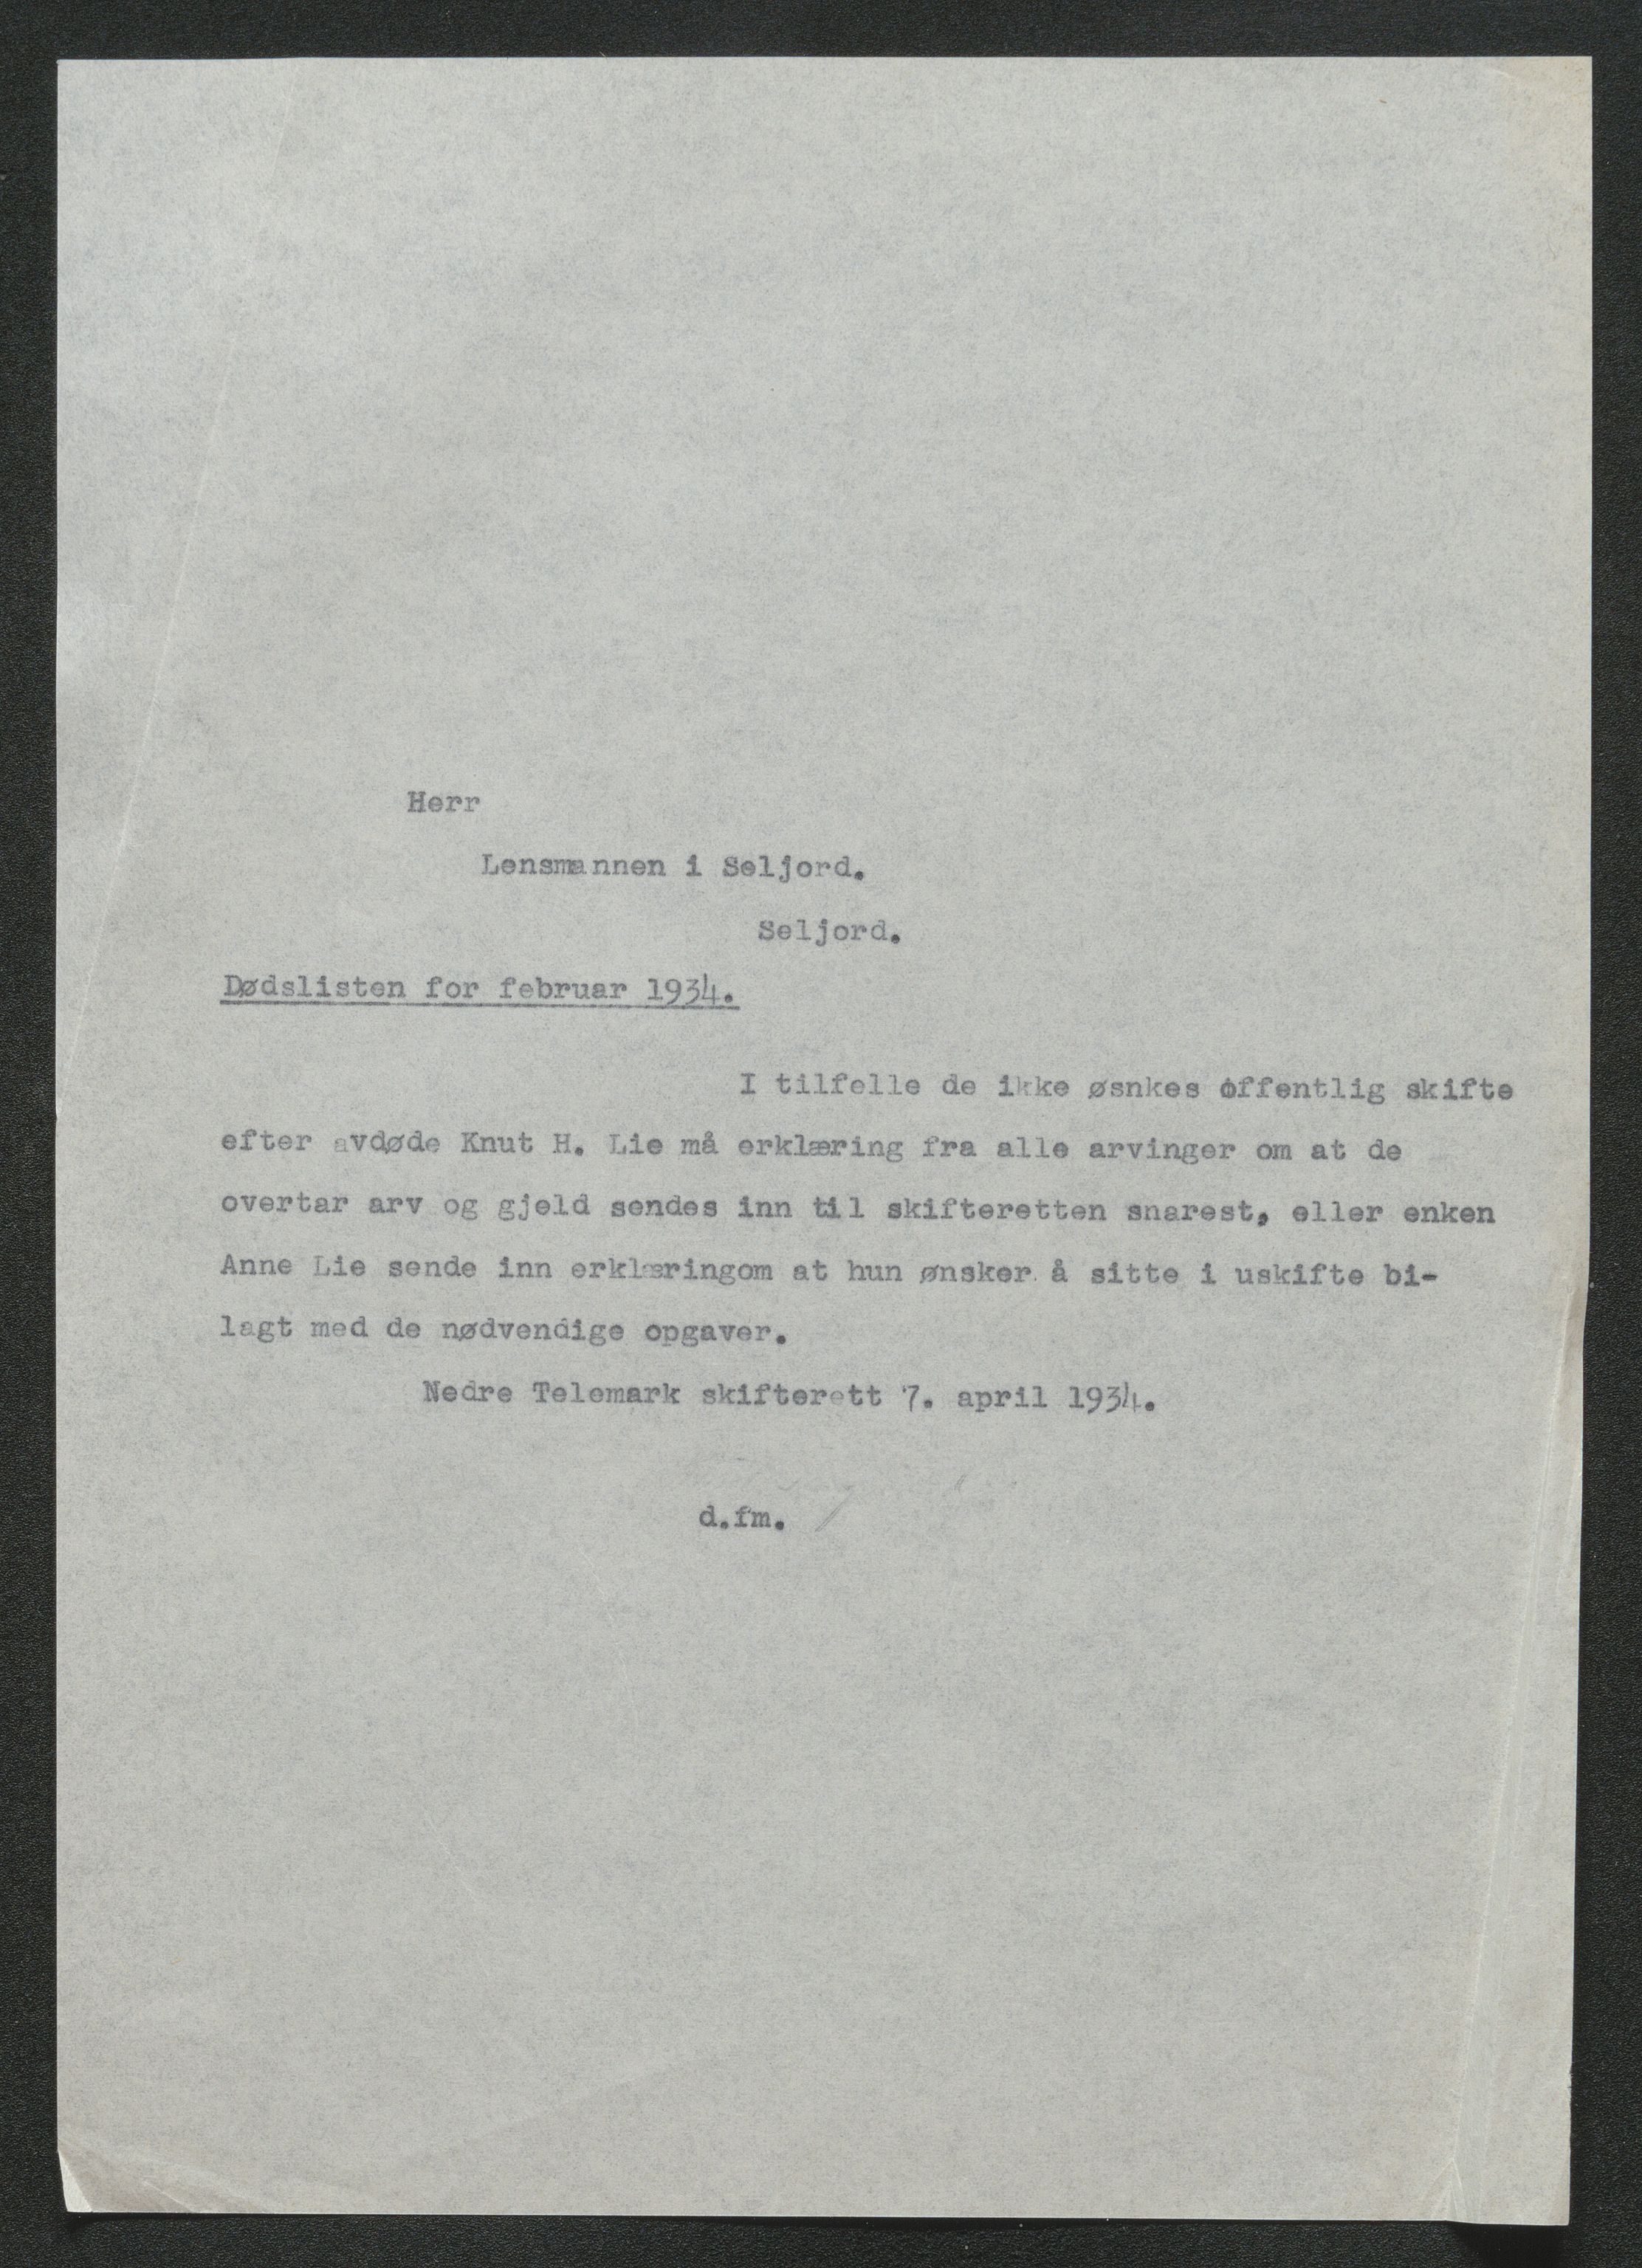 Herr
Lensmannen i Seljord.
Seljord.
Dødslisten for februar 1934.
I tilfelle de ikke øsnkes offentlig skifte
efter avdøde Knut H. Lie må erklæring fra alle arvinger om at de
overtar arv og gjeld sendes inn til skifteretten snarest, eller enken
Anne Lie sende inn erklæringom at hun ønsker å sitte i uskifte bi-
lagt med de nødvendige opgaver.
Nedre Telemark skifterett 7. april 1934.
d.fm.